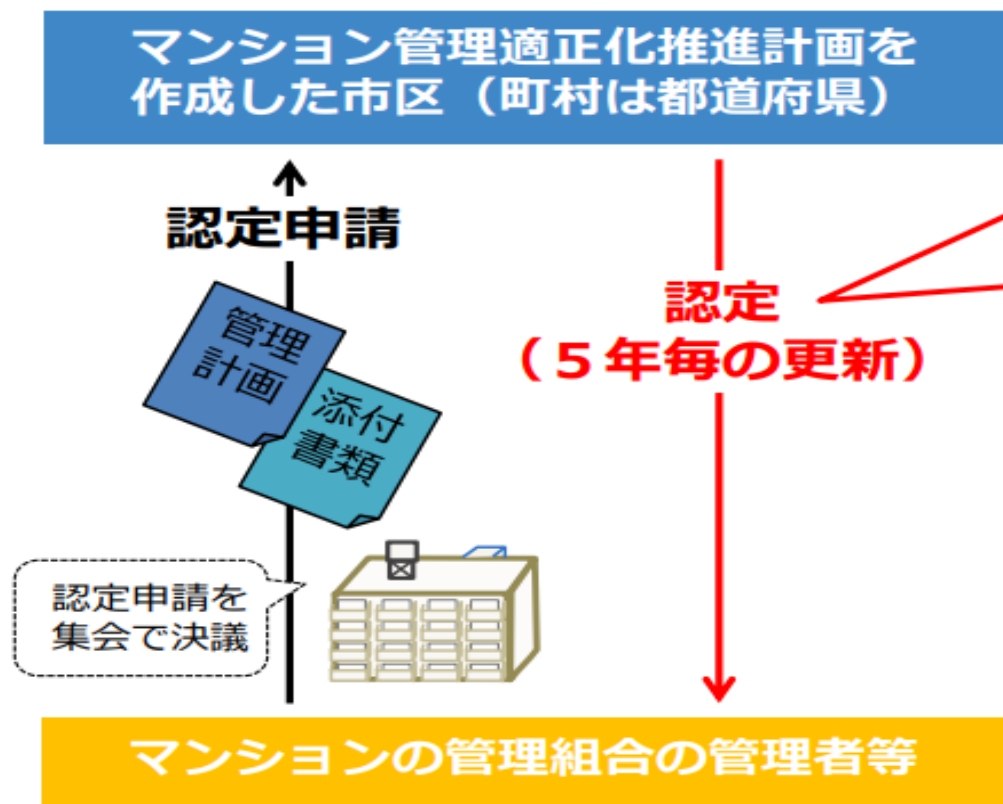 マンション管理適正化推進計画を
作成した市区（町村は都道府県）
認定申請
管理
計画
添付
書類
認定
（５年毎の更新）
認定申請を
集会で決議
マンションの管理組合の管理者等